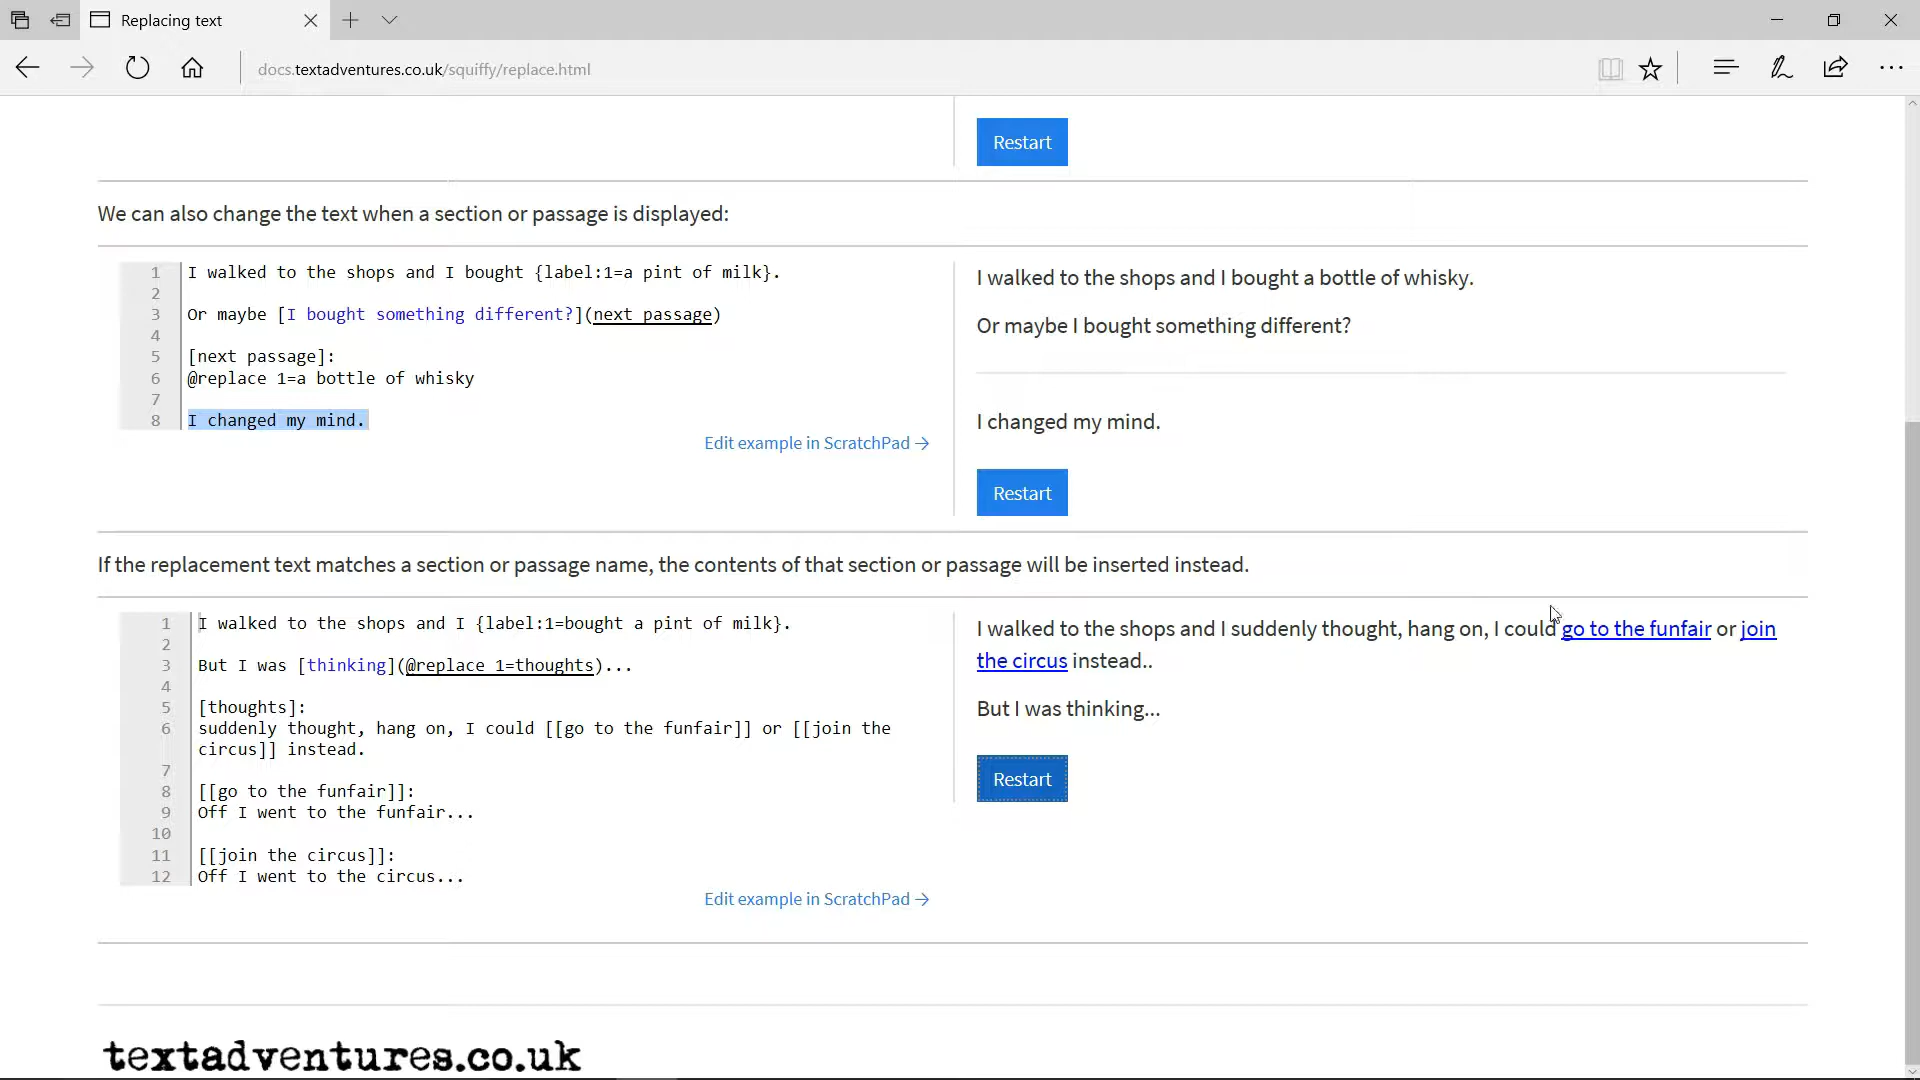 Replacing text
docs.textadventures.co.uk/squiffy/replace.html
Restart
We can also change the text when a section or passage is displayed:
1 I walked to the shops and I bought {label:1=a pint of milk}.
2
3 Or maybe [I bought something different?](next passage)
4
5 [next passage]:
6 @replace 1=a bottle of whisky
7
8 I changed my mind.
Edit example in ScratchPad →
I walked to the shops and I bought a bottle of whisky.
Or maybe I bought something different?
I changed my mind.
Restart
If the replacement text matches a section or passage name, the contents of that section or passage will be inserted instead.
1 I walked to the shops and I {label:1=bought a pint of milk}.
2
3 But I was [thinking](@replace 1=thoughts)...
4
5 [thoughts]:
6 suddenly thought, hang on, I could [[go to the funfair]] or [[join the
circus]] instead.
7
8 [[go to the funfair]]:
9 Off I went to the funfair...
10
11 [[join the circus]]:
12 Off I went to the circus...
Edit example in ScratchPad →
I walked to the shops and I suddenly thought, hang on, I could go to the funfair or join
the circus instead..
But I was thinking...
Restart
textadventures.co.uk